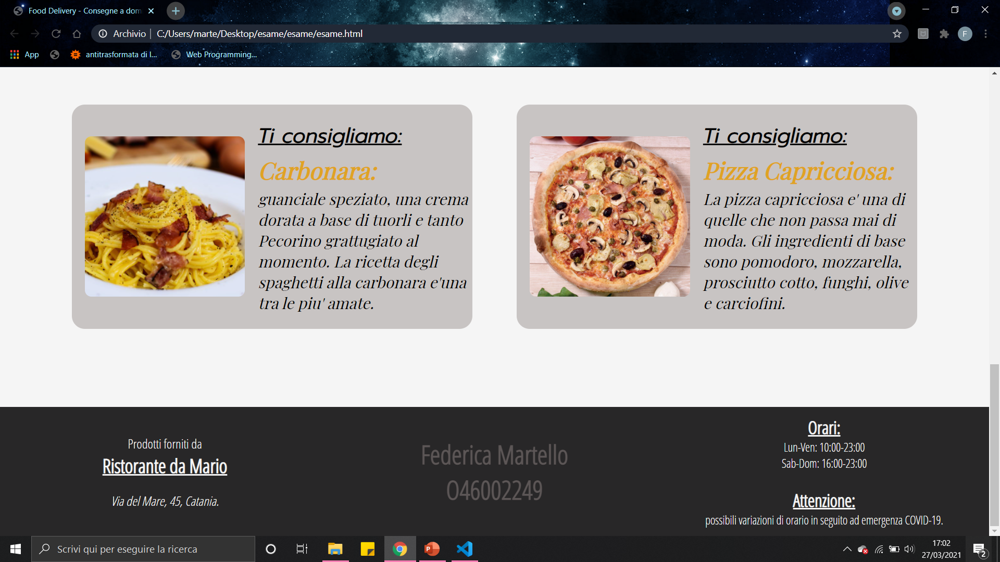 Food Delivery - Consegne a dom
Archivio | C:/Users/marte/Desktop/esame/esame/esame.html
F
App
antitrasformata di l...
Web Programming...
Ti consigliamo:
Carbonara:
guanciale speziato, una crema
dorata a base di tuorli e tanto
Pecorino grattugiato al
momento. La ricetta degli
spaghetti alla carbonara e'una
tra le piu' amate.
Ti consigliamo:
Pizza Capricciosa:
La pizza capricciosa e' una di
quelle che non passa mai di
moda. Gli ingredienti di base
sono pomodoro, mozzarella,
prosciutto cotto, funghi, olive
e carciofini.
Prodotti forniti da
Ristorante da Mario
Via del Mare, 45, Catania.
Federica Martello
O46002249
Orari:
Lun-Ven: 10:00-23:00
Sab-Dom: 16:00-23:00
Attenzione:
possibili variazioni di orario in seguito ad emergenza COVID-19.
Scrivi qui per eseguire la ricerca
P
17:02
27/03/2021
2